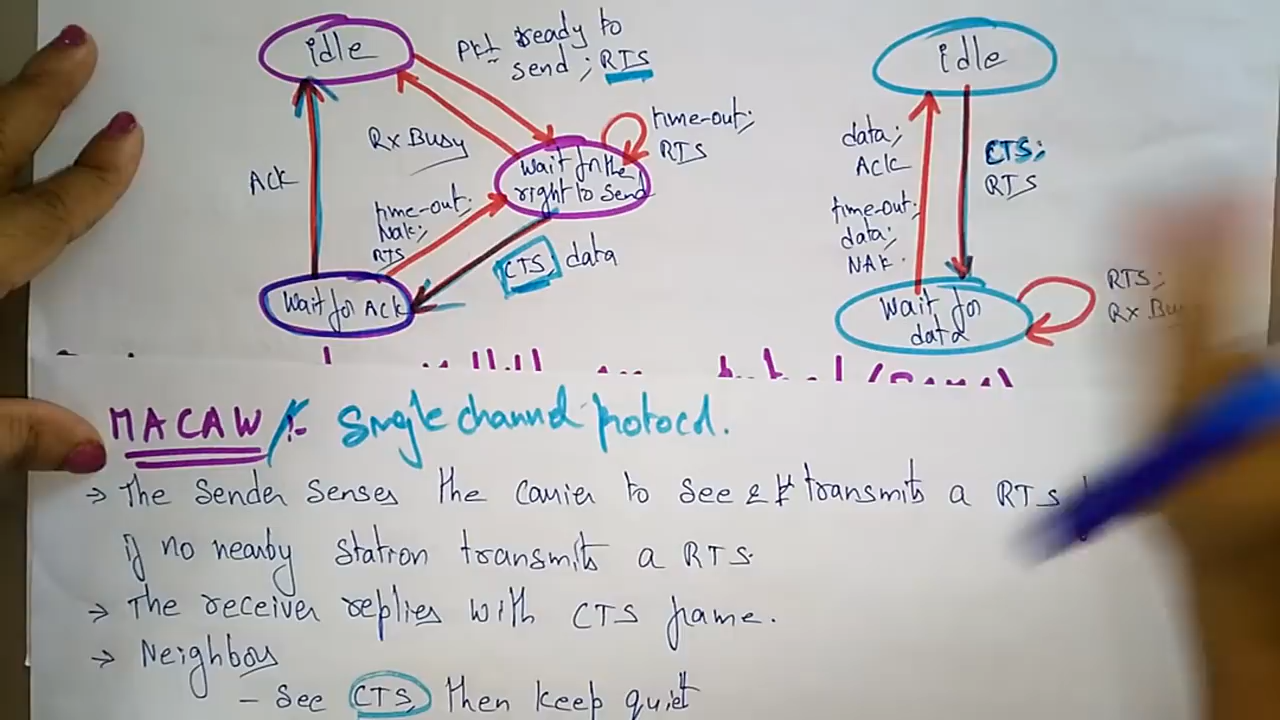 idle
Pkt ready to
send ; RTS
Rx Busy
time-out;
RTS
wait for the
right to send
ACK
time-out;
NaK;
RTS
CTS, data
Wait for ACK
idle
data;
ACK
CTS;
RTS
time-out;
data;
NAK.
wait for
data
RTS;
Rx
MACAW :- Single channel protocol.
→ The Sender Senses the carrier to see & transmits a RTS
if no nearby station transmits a RTS.
→ The receiver replies with CTS frame.
→ Neighbors
- See CTS, then keep quiet